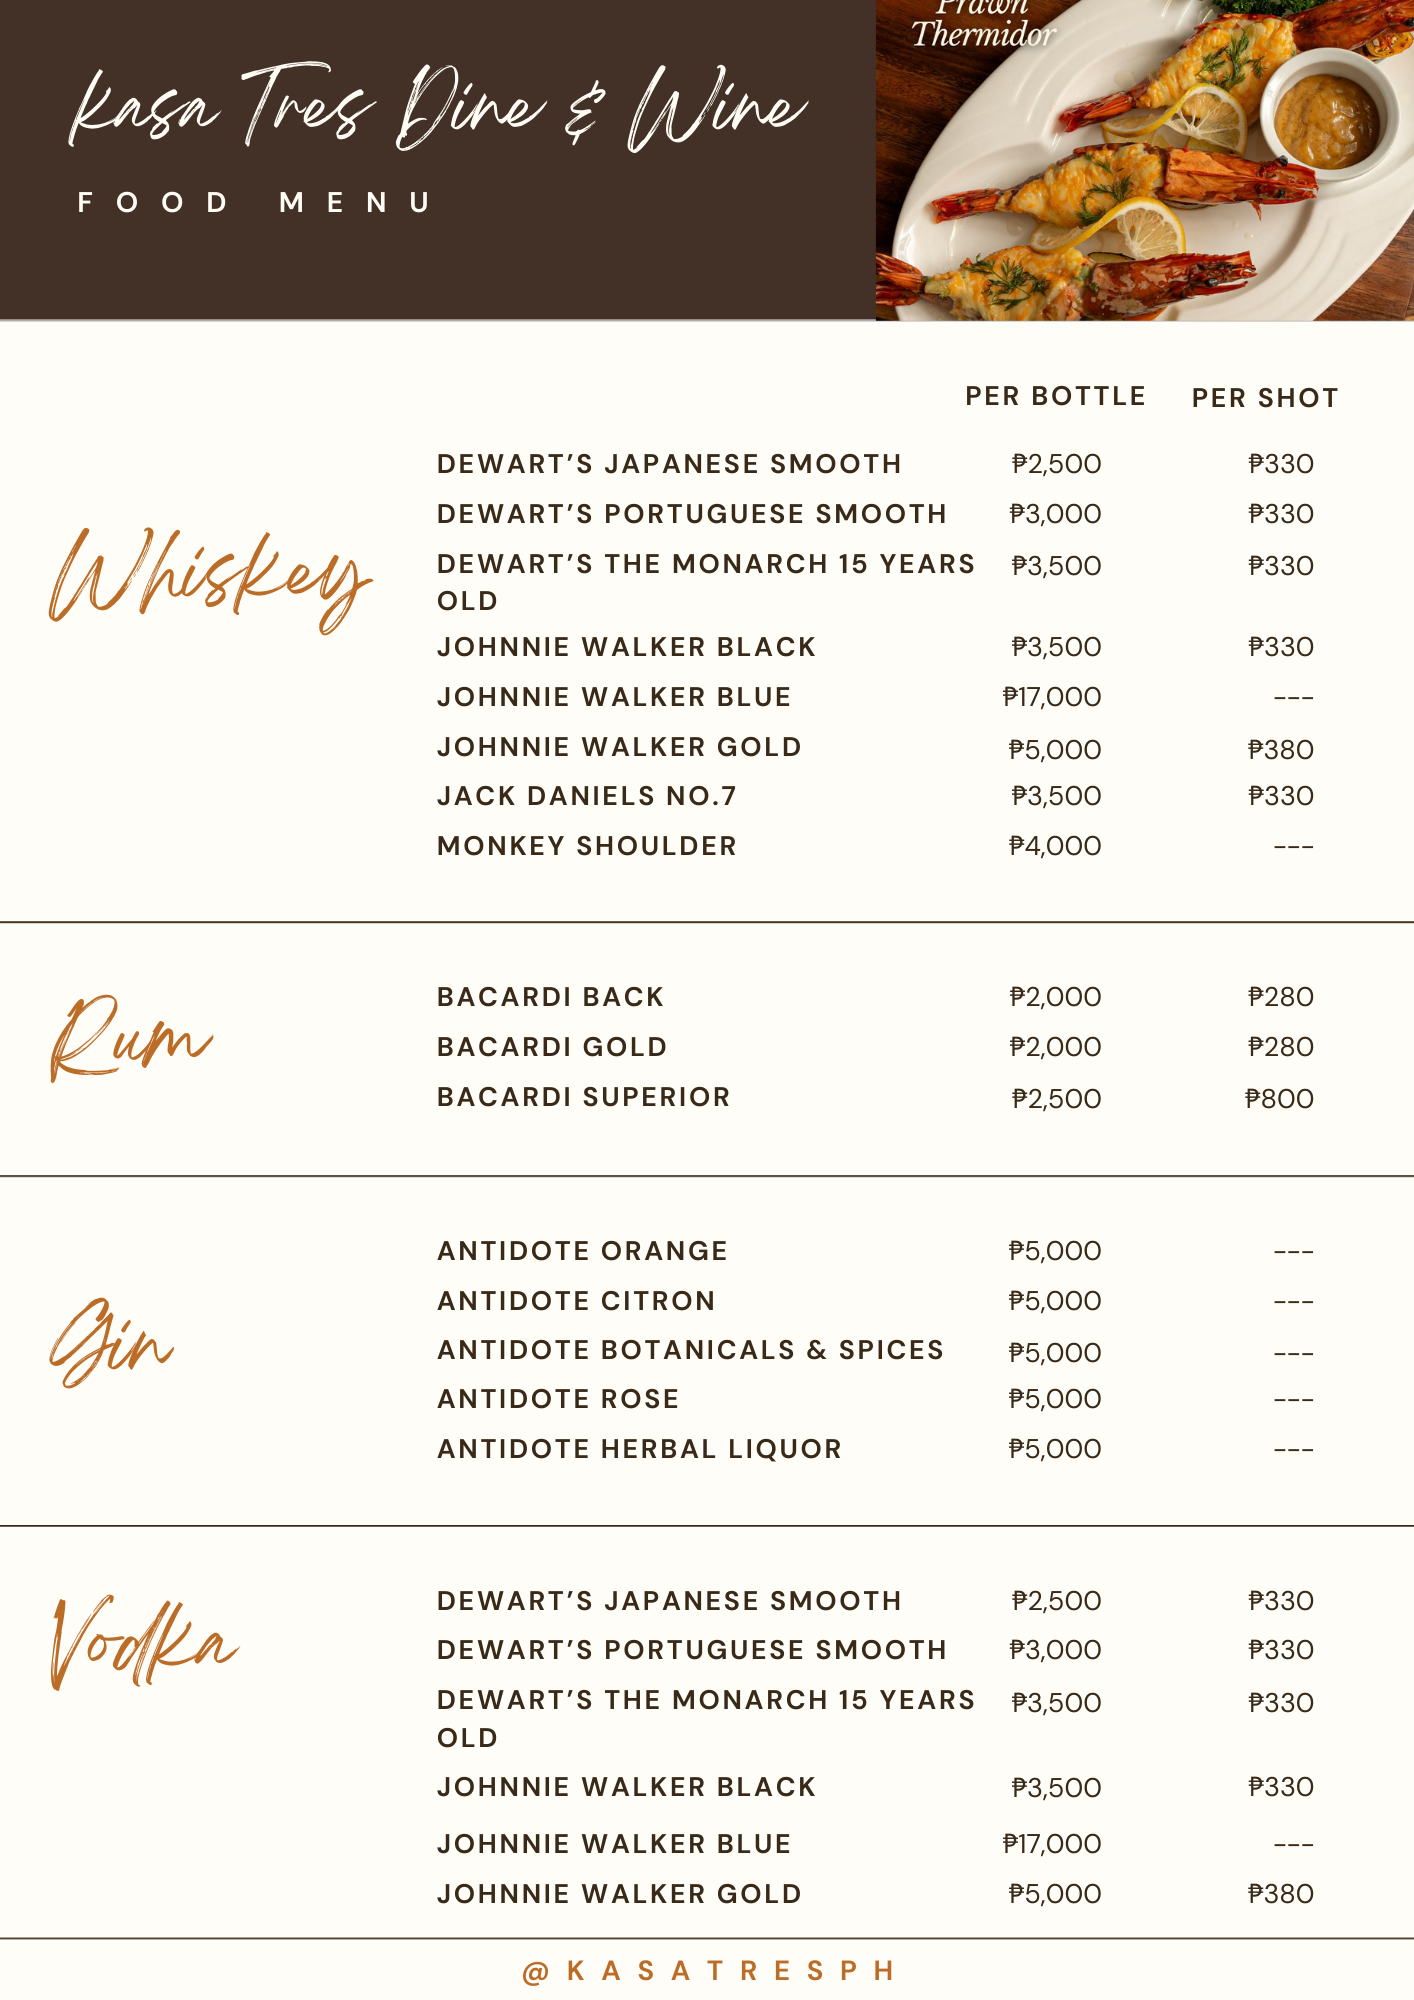 Kasa Tres Dine & Wine
FOOD MENU
Prawn
Thermidor
PER BOTTLE PER SHOT
Whiskey
DEWART’S JAPANESE SMOOTH ₱2,500 ₱330
DEWART’S PORTUGUESE SMOOTH ₱3,000 ₱330
DEWART’S THE MONARCH 15 YEARS ₱3,500 ₱330
OLD
JOHNNIE WALKER BLACK ₱3,500 ₱330
JOHNNIE WALKER BLUE ₱17,000 ---
JOHNNIE WALKER GOLD ₱5,000 ₱380
JACK DANIELS NO.7 ₱3,500 ₱330
MONKEY SHOULDER ₱4,000 ---
Rum
BACARDI BACK ₱2,000 ₱280
BACARDI GOLD ₱2,000 ₱280
BACARDI SUPERIOR ₱2,500 ₱800
Gin
ANTIDOTE ORANGE ₱5,000 ---
ANTIDOTE CITRON ₱5,000 ---
ANTIDOTE BOTANICALS & SPICES ₱5,000 ---
ANTIDOTE ROSE ₱5,000 ---
ANTIDOTE HERBAL LIQUOR ₱5,000 ---
Vodka
DEWART’S JAPANESE SMOOTH ₱2,500 ₱330
DEWART’S PORTUGUESE SMOOTH ₱3,000 ₱330
DEWART’S THE MONARCH 15 YEARS ₱3,500 ₱330
OLD
JOHNNIE WALKER BLACK ₱3,500 ₱330
JOHNNIE WALKER BLUE ₱17,000 ---
JOHNNIE WALKER GOLD ₱5,000 ₱380
@KASATRESPH